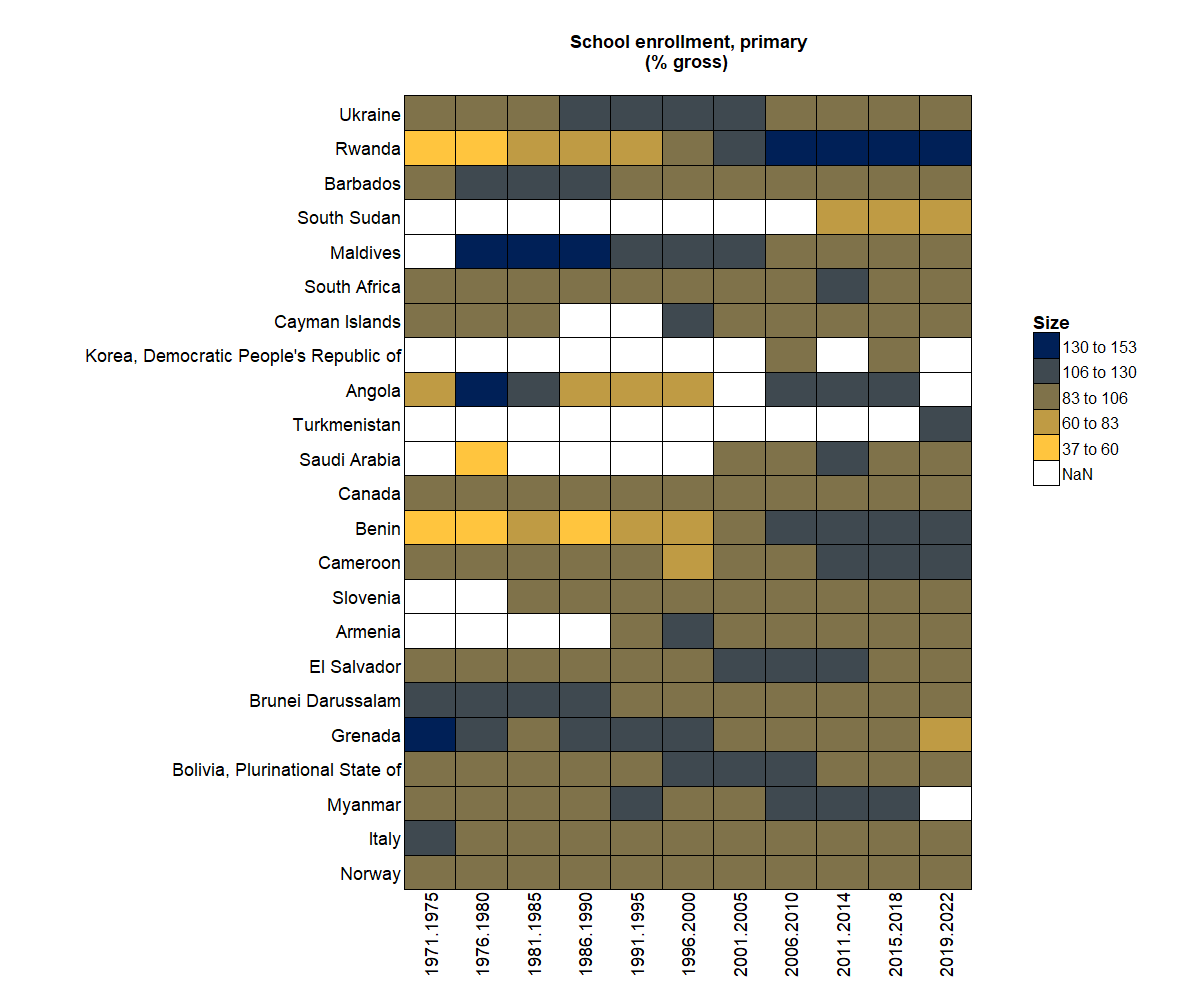 School enrollment, primary
(% gross)
Ukraine
Rwanda
Barbados
South Sudan
Maldives
South Africa
Cayman Islands
Korea, Democratic People's Republic of
Angola
Turkmenistan
Saudi Arabia
Canada
Benin
Cameroon
Slovenia
Armenia
El Salvador
Brunei Darussalam
Grenada
Bolivia, Plurinational State of
Myanmar
Italy
Norway
1971.1975
1976.1980
1981.1985
1986.1990
1991.1995
1996.2000
2001.2005
2006.2010
2011.2014
2015.2018
2019.2022
Size
130 to 153
106 to 130
83 to 106
60 to 83
37 to 60
NaN